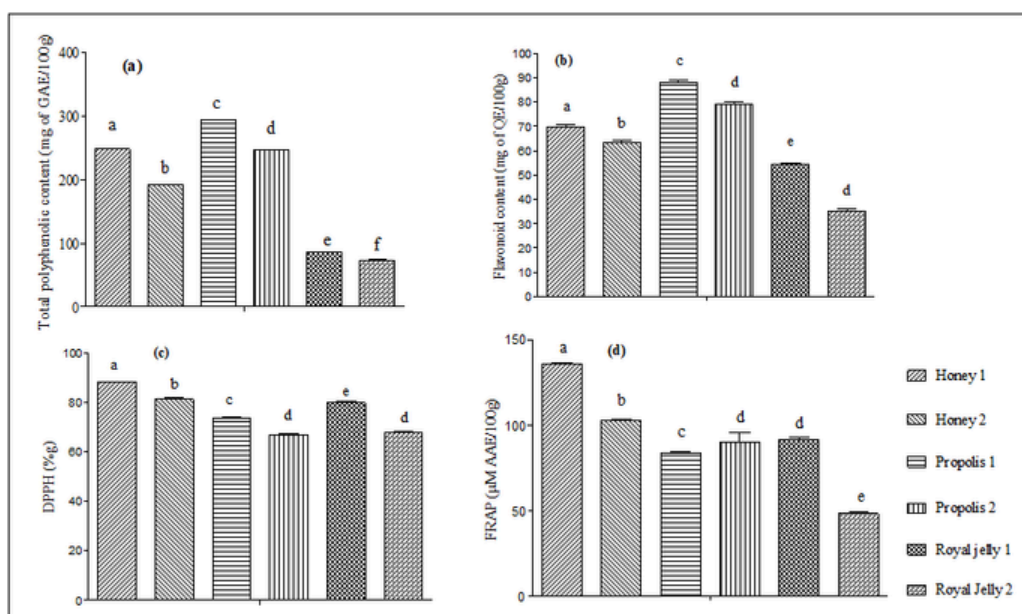 (a)
Total polyphenolic content (mg of GAE/100g)
400
300
200
100
0
a
b
c
d
e
f
(b)
Flavonoid content (mg of QE/100g)
100
90
80
70
60
50
40
30
20
10
0
a
b
c
d
e
d
(c)
DPPH (%g)
100
80
60
40
20
0
a
b
c
d
e
d
(d)
FRAP (µM AAE/100g)
150
100
50
0
a
b
c
d
d
e
Honey 1
Honey 2
Propolis 1
Propolis 2
Royal jelly 1
Royal Jelly 2